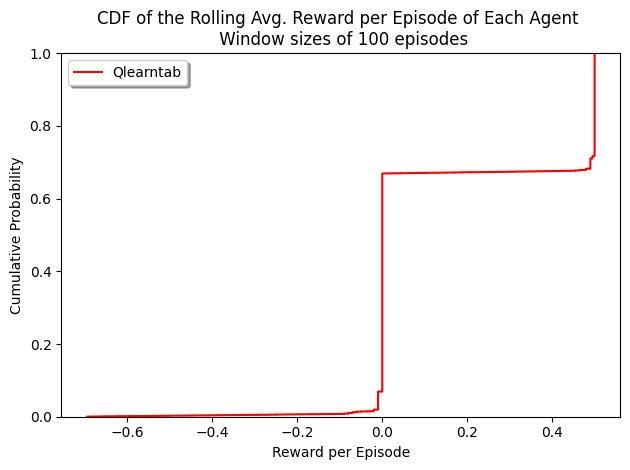 CDF of the Rolling Avg. Reward per Episode of Each Agent
Window sizes of 100 episodes
Qlearntab
1.0
0.8
0.6
0.4
0.2
0.0
Cumulative Probability
−0.6
−0.4
−0.2
0.0
0.2
0.4
Reward per Episode